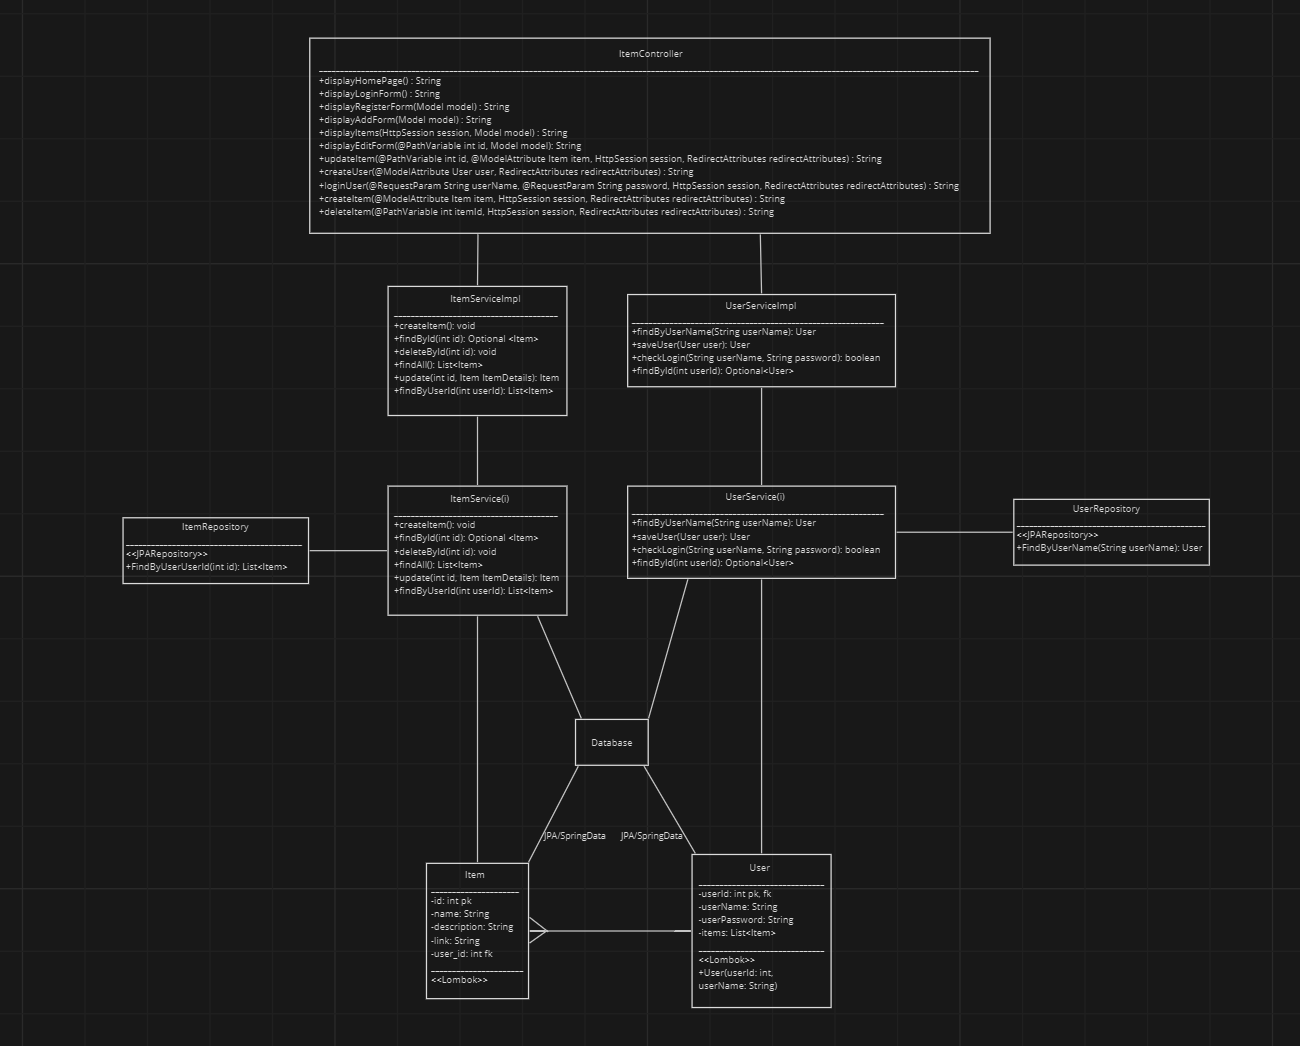 ItemController
+displayHomePage() : String
+displayLoginForm() : String
+displayRegisterForm(Model model) : String
+displayAddForm(Model model) : String
+displayItems(HttpSession session, Model model) : String
+displayEditForm(@PathVariable int id, Model model): String
+updateItem(@PathVariable int id, @ModelAttribute Item item, HttpSession session, RedirectAttributes redirectAttributes) : String
+createUser(@ModelAttribute User user, RedirectAttributes redirectAttributes) : String
+loginUser(@RequestParam String userName, @RequestParam String password, HttpSession session, RedirectAttributes redirectAttributes) : String
+createItem(@ModelAttribute Item item, HttpSession session, RedirectAttributes redirectAttributes) : String
+deleteItem(@PathVariable int itemId, HttpSession session, RedirectAttributes redirectAttributes) : String
ItemServiceImpl
+createItem(): void
+findById(int id): Optional <Item>
+deleteById(int id): void
+findAll(): List<Item>
+update(int id, Item ItemDetails): Item
+findByUserId(int userId): List<Item>
UserServiceImpl
+findByUserName(String userName): User
+saveUser(User user): User
+checkLogin(String userName, String password): boolean
+findById(int userId): Optional<User>
ItemRepository
<<JPARepository>>
+FindByUserUserId(int id): List<Item>
ItemService(i)
+createItem(): void
+findById(int id): Optional <Item>
+deleteById(int id): void
+findAll(): List<Item>
+update(int id, Item ItemDetails): Item
+findByUserId(int userId): List<Item>
UserService(i)
+findByUserName(String userName): User
+saveUser(User user): User
+checkLogin(String userName, String password): boolean
+findById(int userId): Optional<User>
UserRepository
<<JPARepository>>
+FindByUserName(String userName): User
Database
JPA/SpringData
JPA/SpringData
Item
-id: int pk
-name: String
-description: String
-link: String
-user_id: int fk
<<Lombok>>
User
-userId: int pk, fk
-userName: String
-userPassword: String
-items: List<Item>
<<Lombok>>
+User(userId: int,
userName: String)